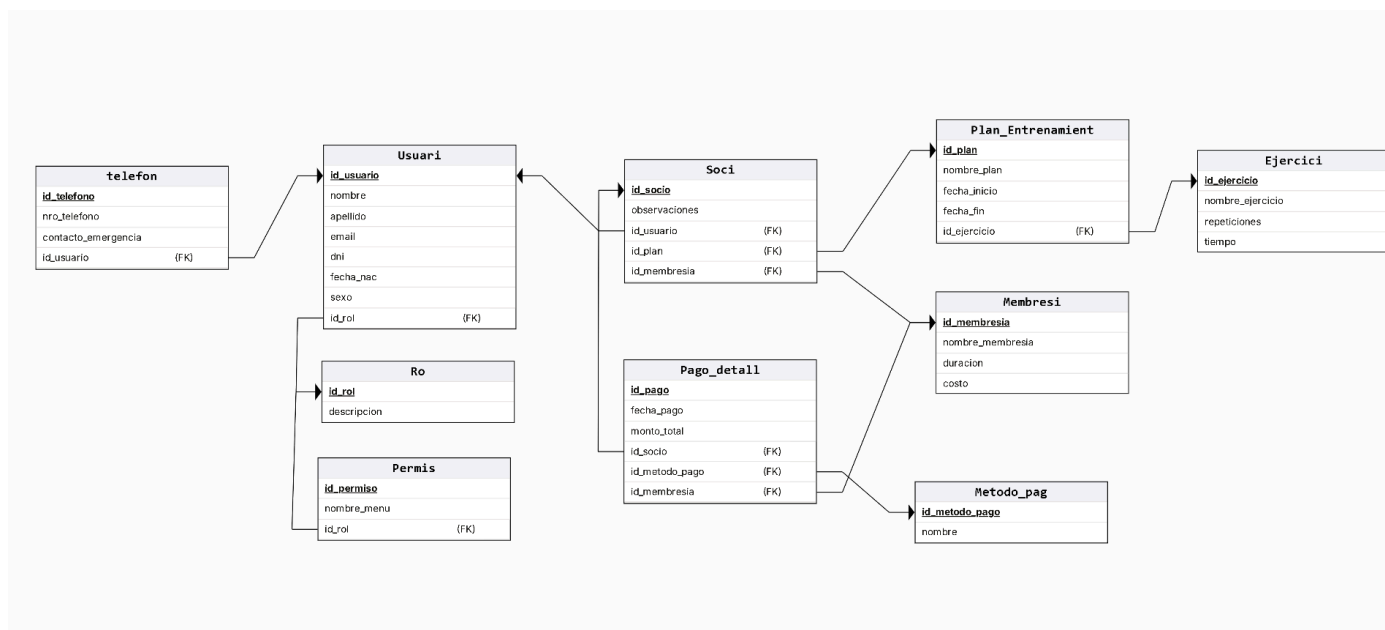 telefon
id_telefono
nro_telefono
contacto_emergencia
id_usuario (FK)
Usuari
id_usuario
nombre
apellido
email
dni
fecha_nac
sexo
id_rol (FK)
Ro
id_rol
descripcion
Permis
id_permiso
nombre_menu
id_rol (FK)
Soci
id_socio
observaciones
id_usuario (FK)
id_plan (FK)
id_membresia (FK)
Pago_detall
id_pago
fecha_pago
monto_total
id_socio (FK)
id_metodo_pago (FK)
id_membresia (FK)
Plan_Entrenamient
id_plan
nombre_plan
fecha_inicio
fecha_fin
id_ejercicio (FK)
Membresi
id_membresia
nombre_membresia
duracion
costo
Metodo_pag
id_metodo_pago
nombre
Ejercici
id_ejercicio
nombre_ejercicio
repeticiones
tiempo